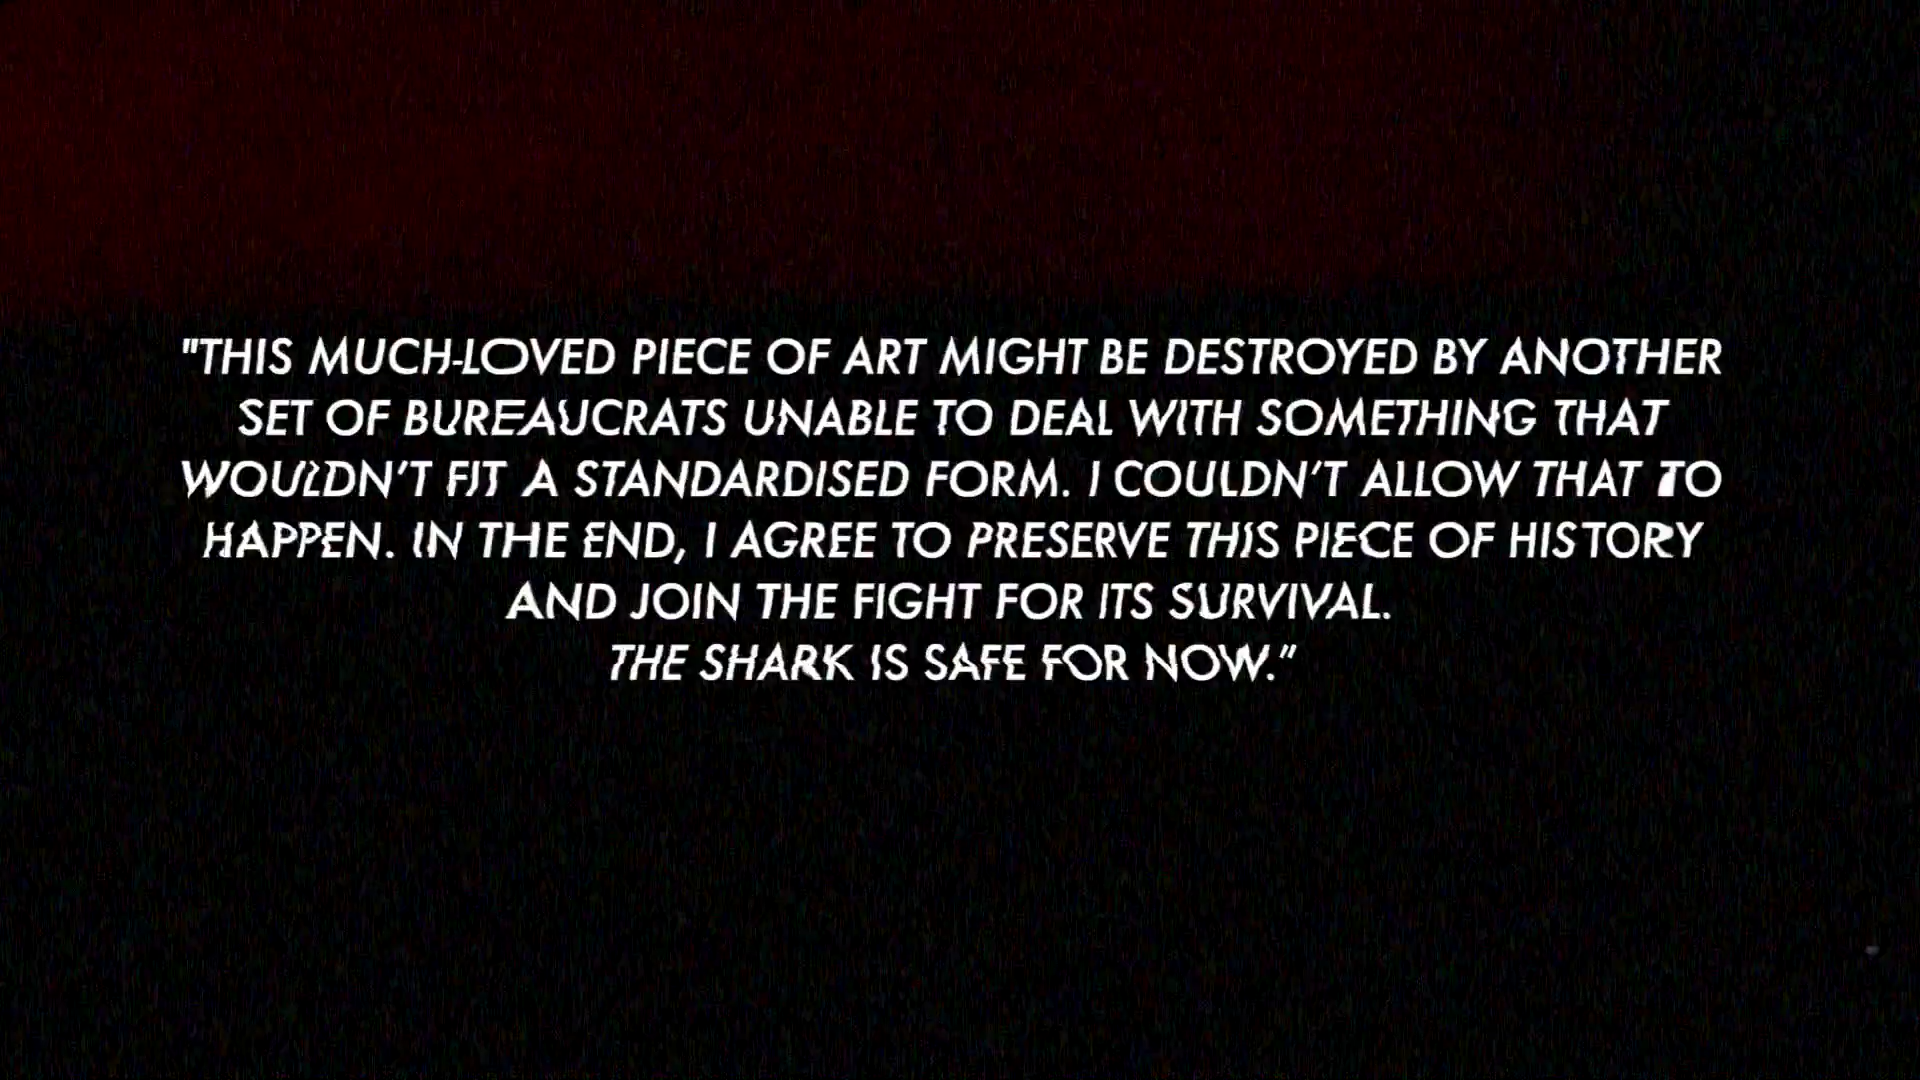 "THIS MUCH-LOVED PIECE OF ART MIGHT BE DESTROYED BY ANOTHER
SET OF BUREAUCRATS UNABLE TO DEAL WITH SOMETHING THAT
WOULDN’T FIT A STANDARDISED FORM. I COULDN’T ALLOW THAT TO
HAPPEN. IN THE END, I AGREE TO PRESERVE THIS PIECE OF HISTORY
AND JOIN THE FIGHT FOR ITS SURVIVAL.
THE SHARK IS SAFE FOR NOW.”